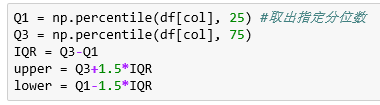 Q1 = np.percentile(df[col], 25) #取出指定分位数
Q3 = np.percentile(df[col], 75)
IQR = Q3-Q1
upper = Q3+1.5*IQR
lower = Q1-1.5*IQR